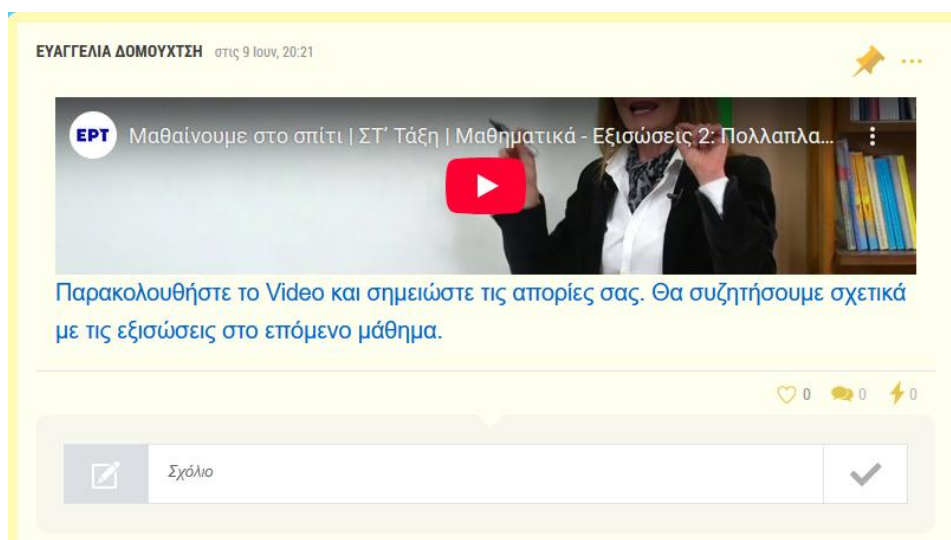 ΕΥΑΓΓΕΛΙΑ ΔΟΜΟΥΧΤΣΗ στις 9 Ιουν, 20:21
ΕΡΤ Μαθαίνουμε στο σπίτι | ΣΤ΄ Τάξη | Μαθηματικά - Εξισώσεις 2: Πολλαπλα...
Παρακολουθήστε το Video και σημειώστε τις απορίες σας. Θα συζητήσουμε σχετικά
με τις εξισώσεις στο επόμενο μάθημα.
0 0 0
Σχόλιο